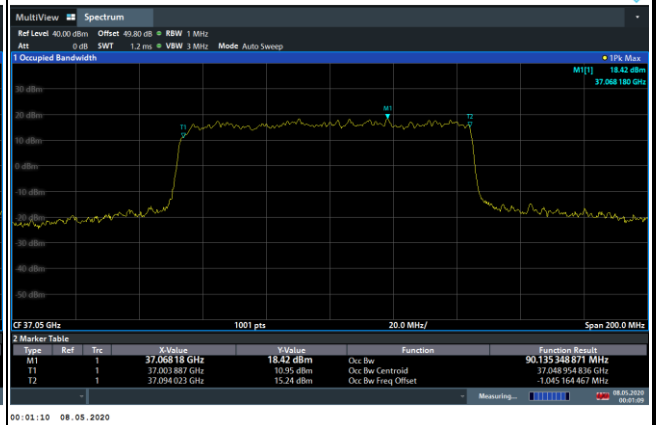 MultiView Spectrum
Ref Level 40.00 dBm Offset 49.80 dB RBW 1 MHz
Att 0 dB SWT 1.2 ms VBW 3 MHz Mode Auto Sweep
1 Occupied Bandwidth 1Pk Max
M1[1] 18.42 dBm
37.068 180 GHz
30 dBm
M1
20 dBm
T1 T2
10 dBm
0 dBm
-10 dBm
-20 dBm
-30 dBm
-40 dBm
-50 dBm
CF 37.05 GHz 1001 pts 20.0 MHz/ Span 200.0 MHz
2 Marker Table
Type Ref Trc X-Value Y-Value Function Function Result
M1 1 37.068 18 GHz 18.42 dBm Occ Bw 90.135 348 871 MHz
T1 1 37.003 887 GHz 10.95 dBm Occ Bw Centroid 37.048 954 836 GHz
T2 1 37.094 023 GHz 15.24 dBm Occ Bw Freq Offset -1.045 164 467 MHz
Measuring... 08.05.2020
00:01:09
00:01:10 08.05.2020